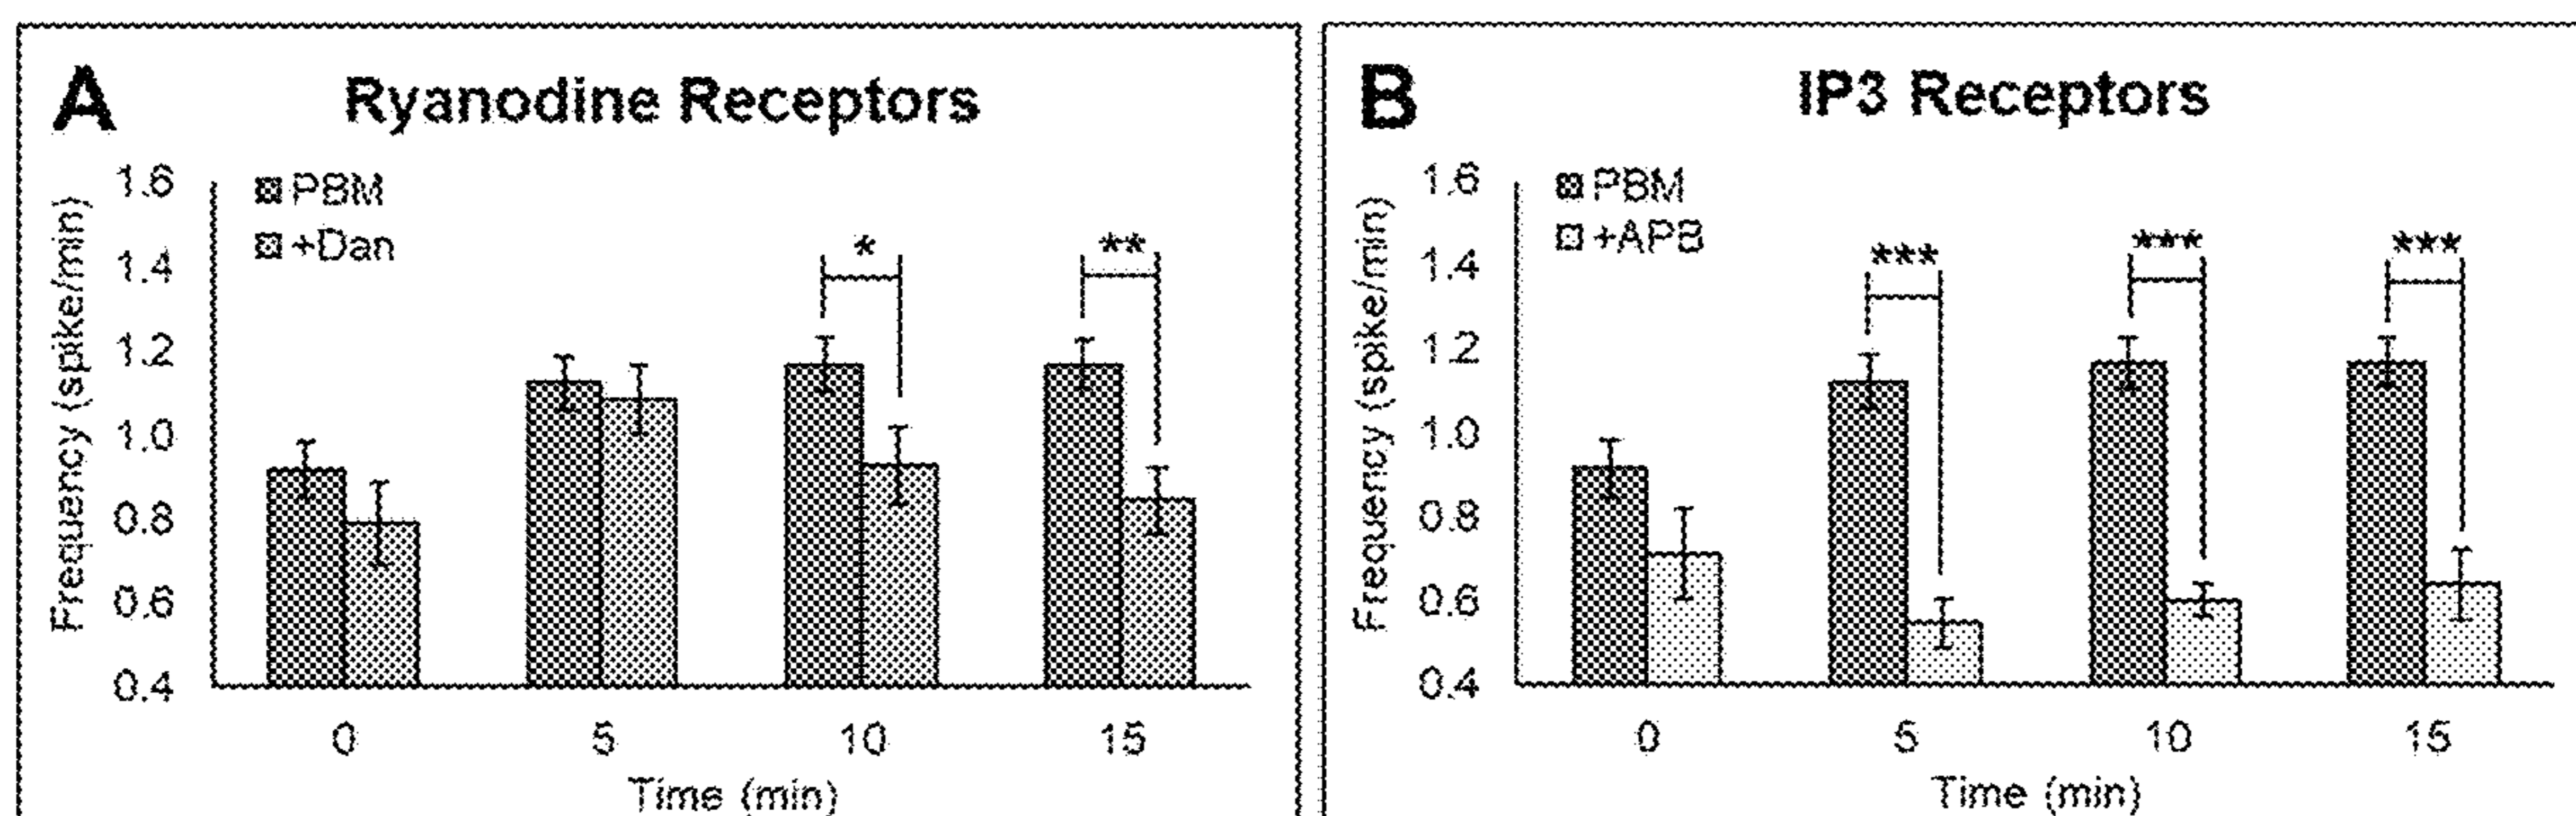 A
Ryanodine Receptors
PBM
+Dan
Frequency (spike/min)
1.6
1.4
1.2
1.0
0.8
0.6
0.4
*
**
0 5 10 15
Time (min)
B
IP3 Receptors
PBM
+APB
Frequency (spike/min)
1.6
1.4
1.2
1.0
0.8
0.6
0.4
***
***
***
0 5 10 15
Time (min)